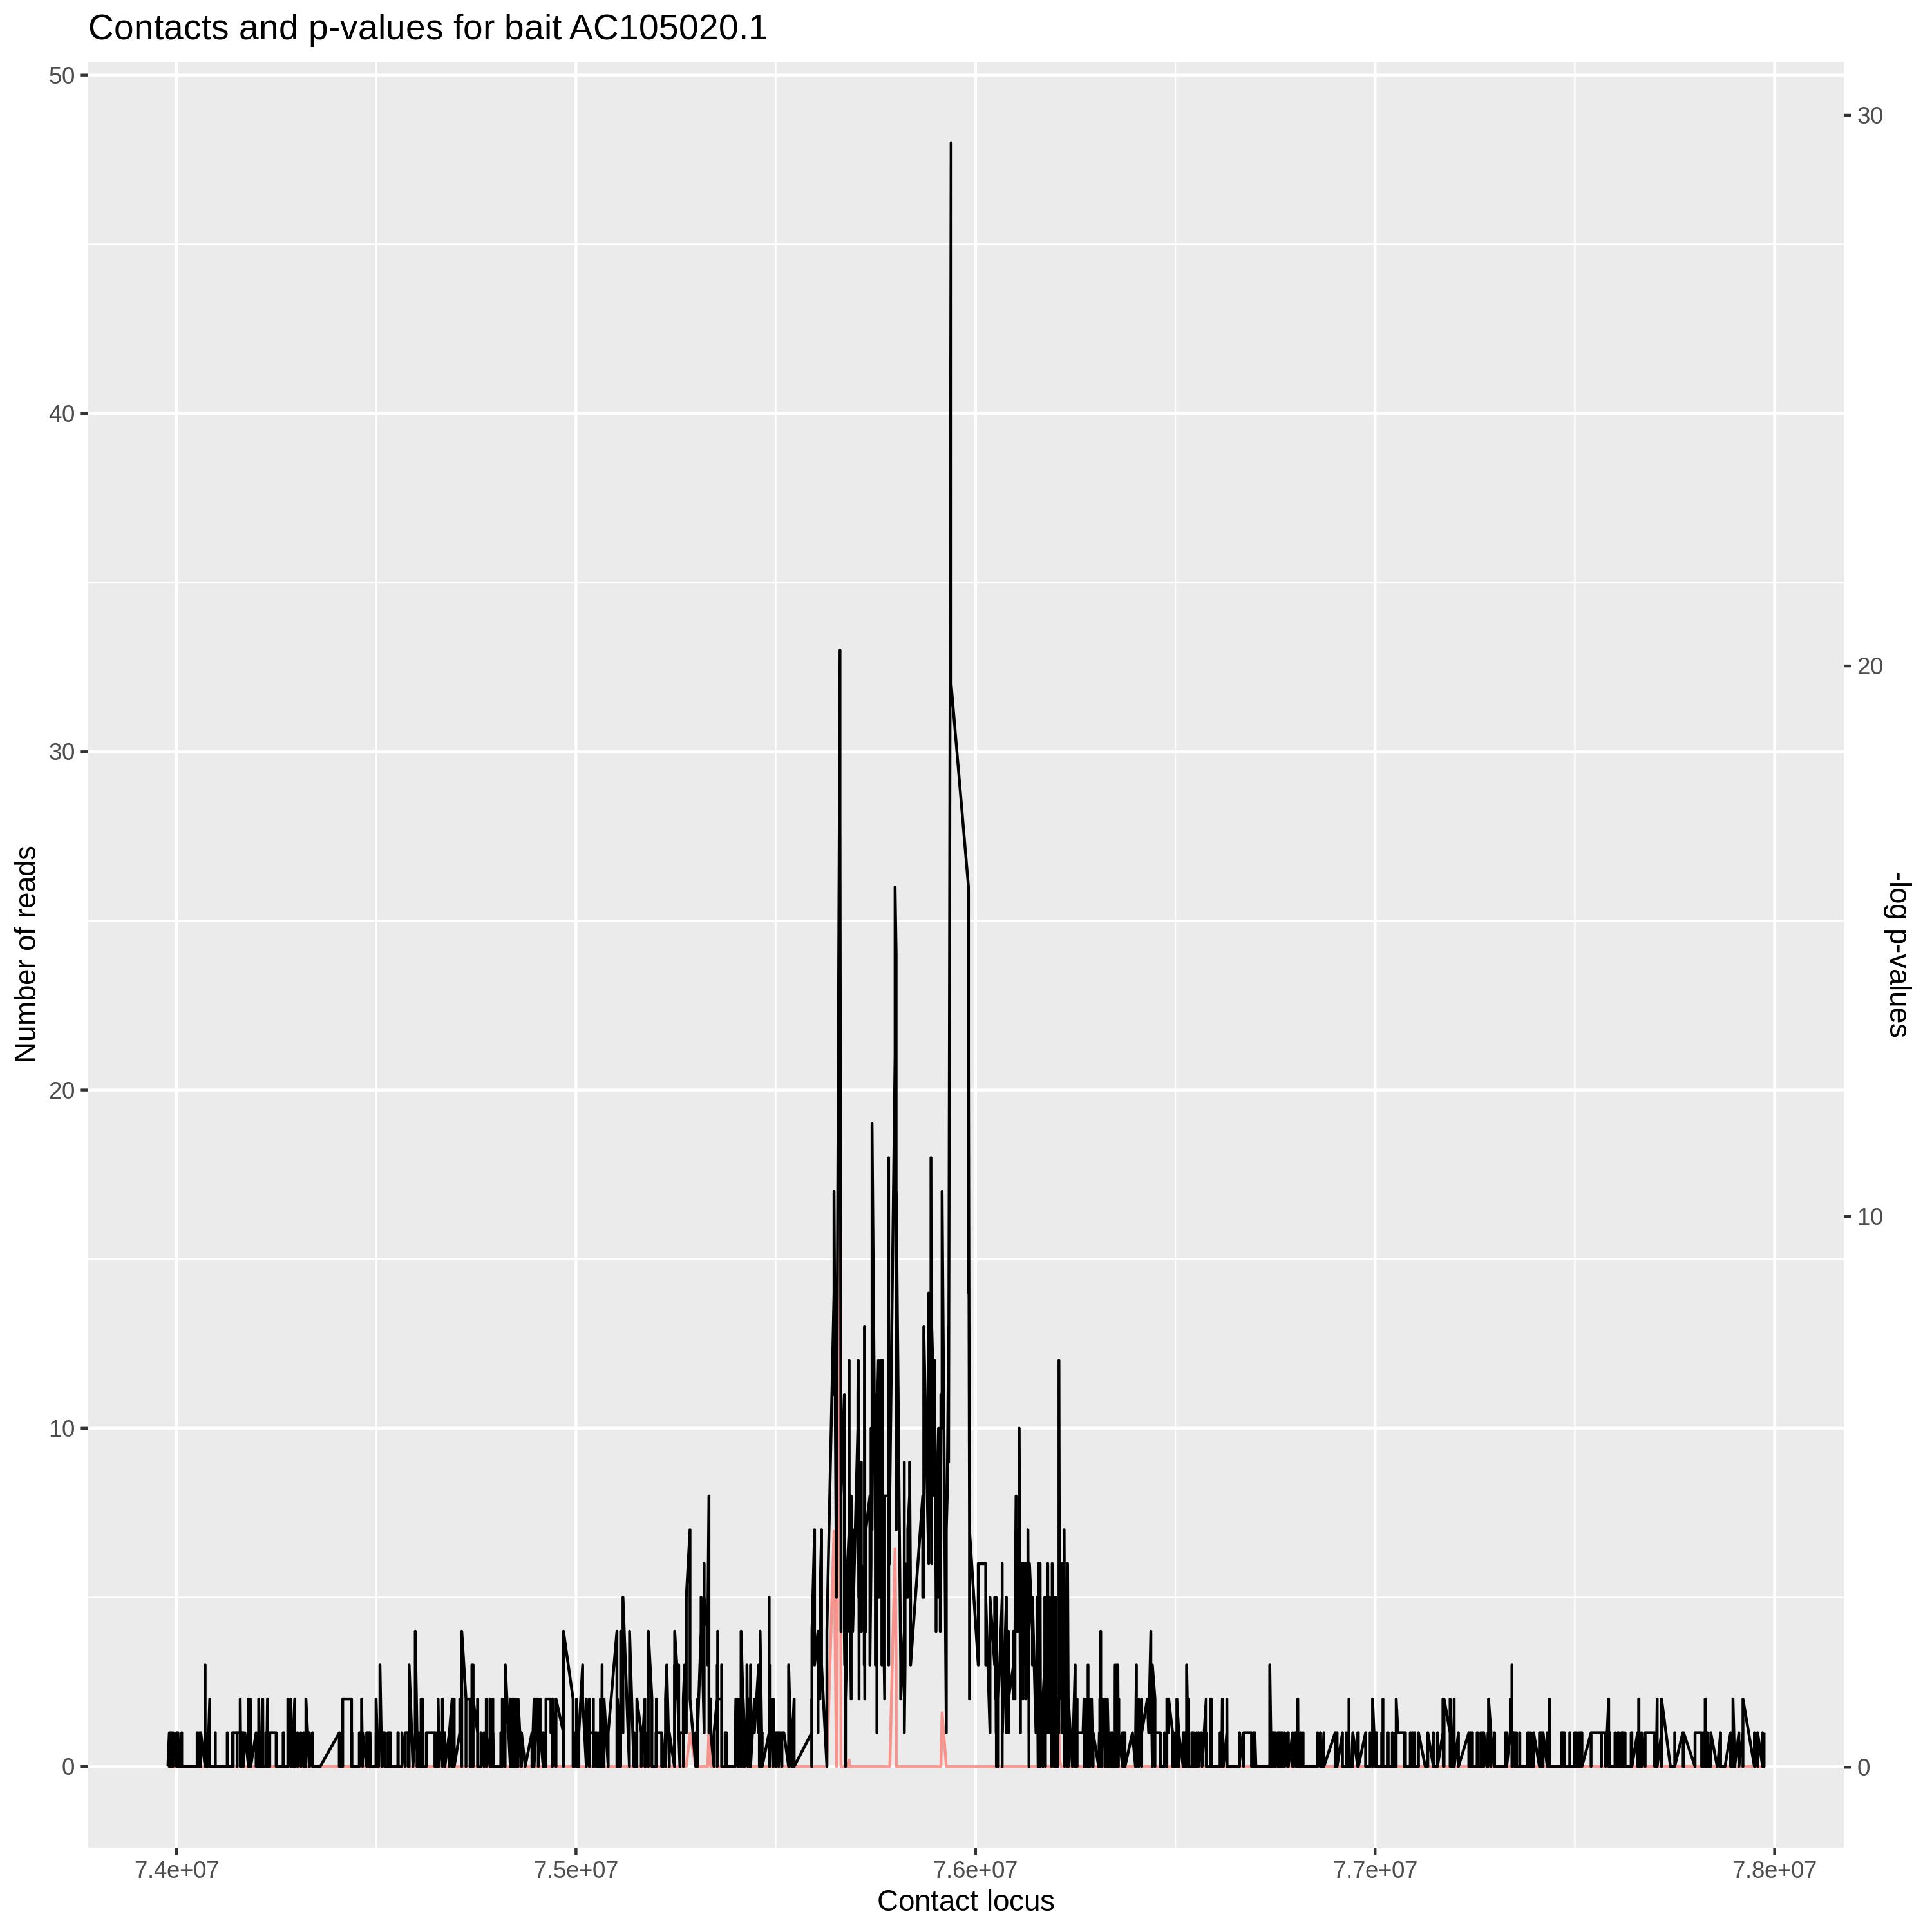 Contacts and p-values for bait AC105020.1
50
40
30
20
10
0
Number of reads
30
20
10
0
-log p-values
7.4e+07 7.5e+07 7.6e+07 7.7e+07 7.8e+07
Contact locus